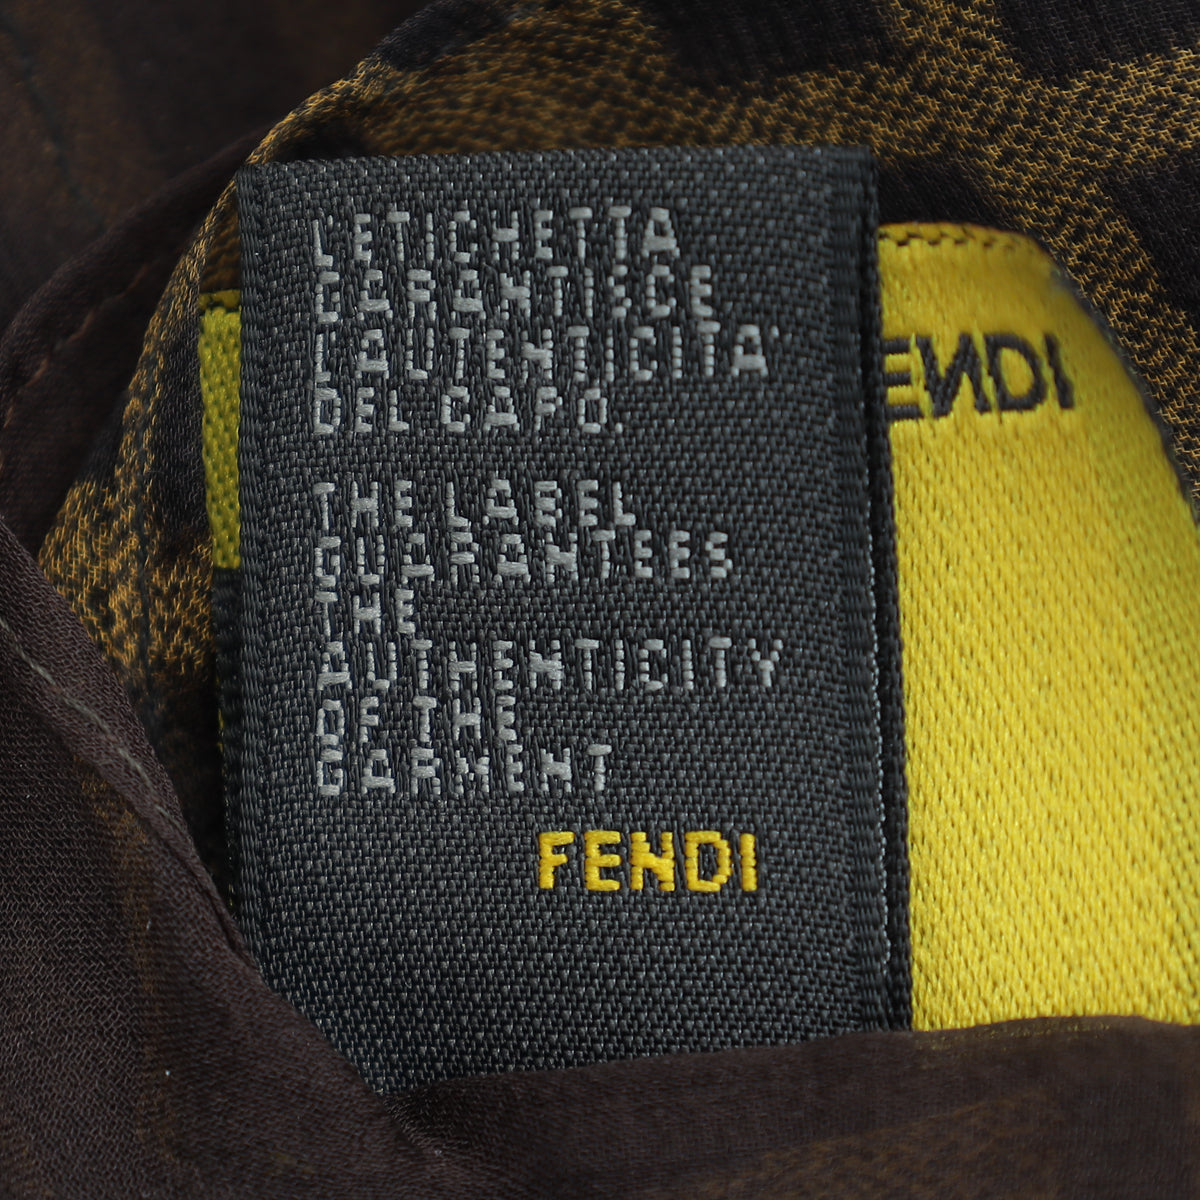 L'ETICHETTA
GARANTISCE
L'AUTENTICITA'
DEL CAPO.
THE LABEL
GUARANTEES
THE
AUTHENTICITY
OF THE
GARMENT
FENDI
ENDI